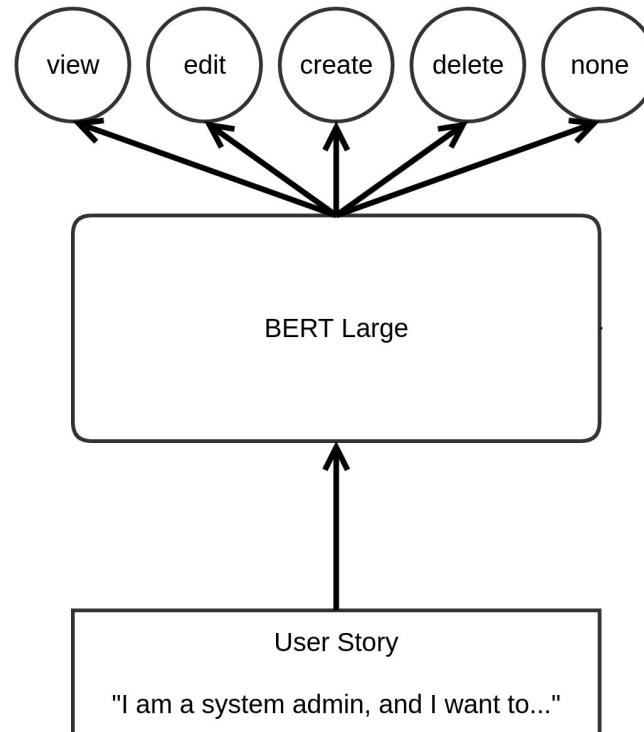 view edit create delete none
BERT Large
User Story
"I am a system admin, and I want to..."